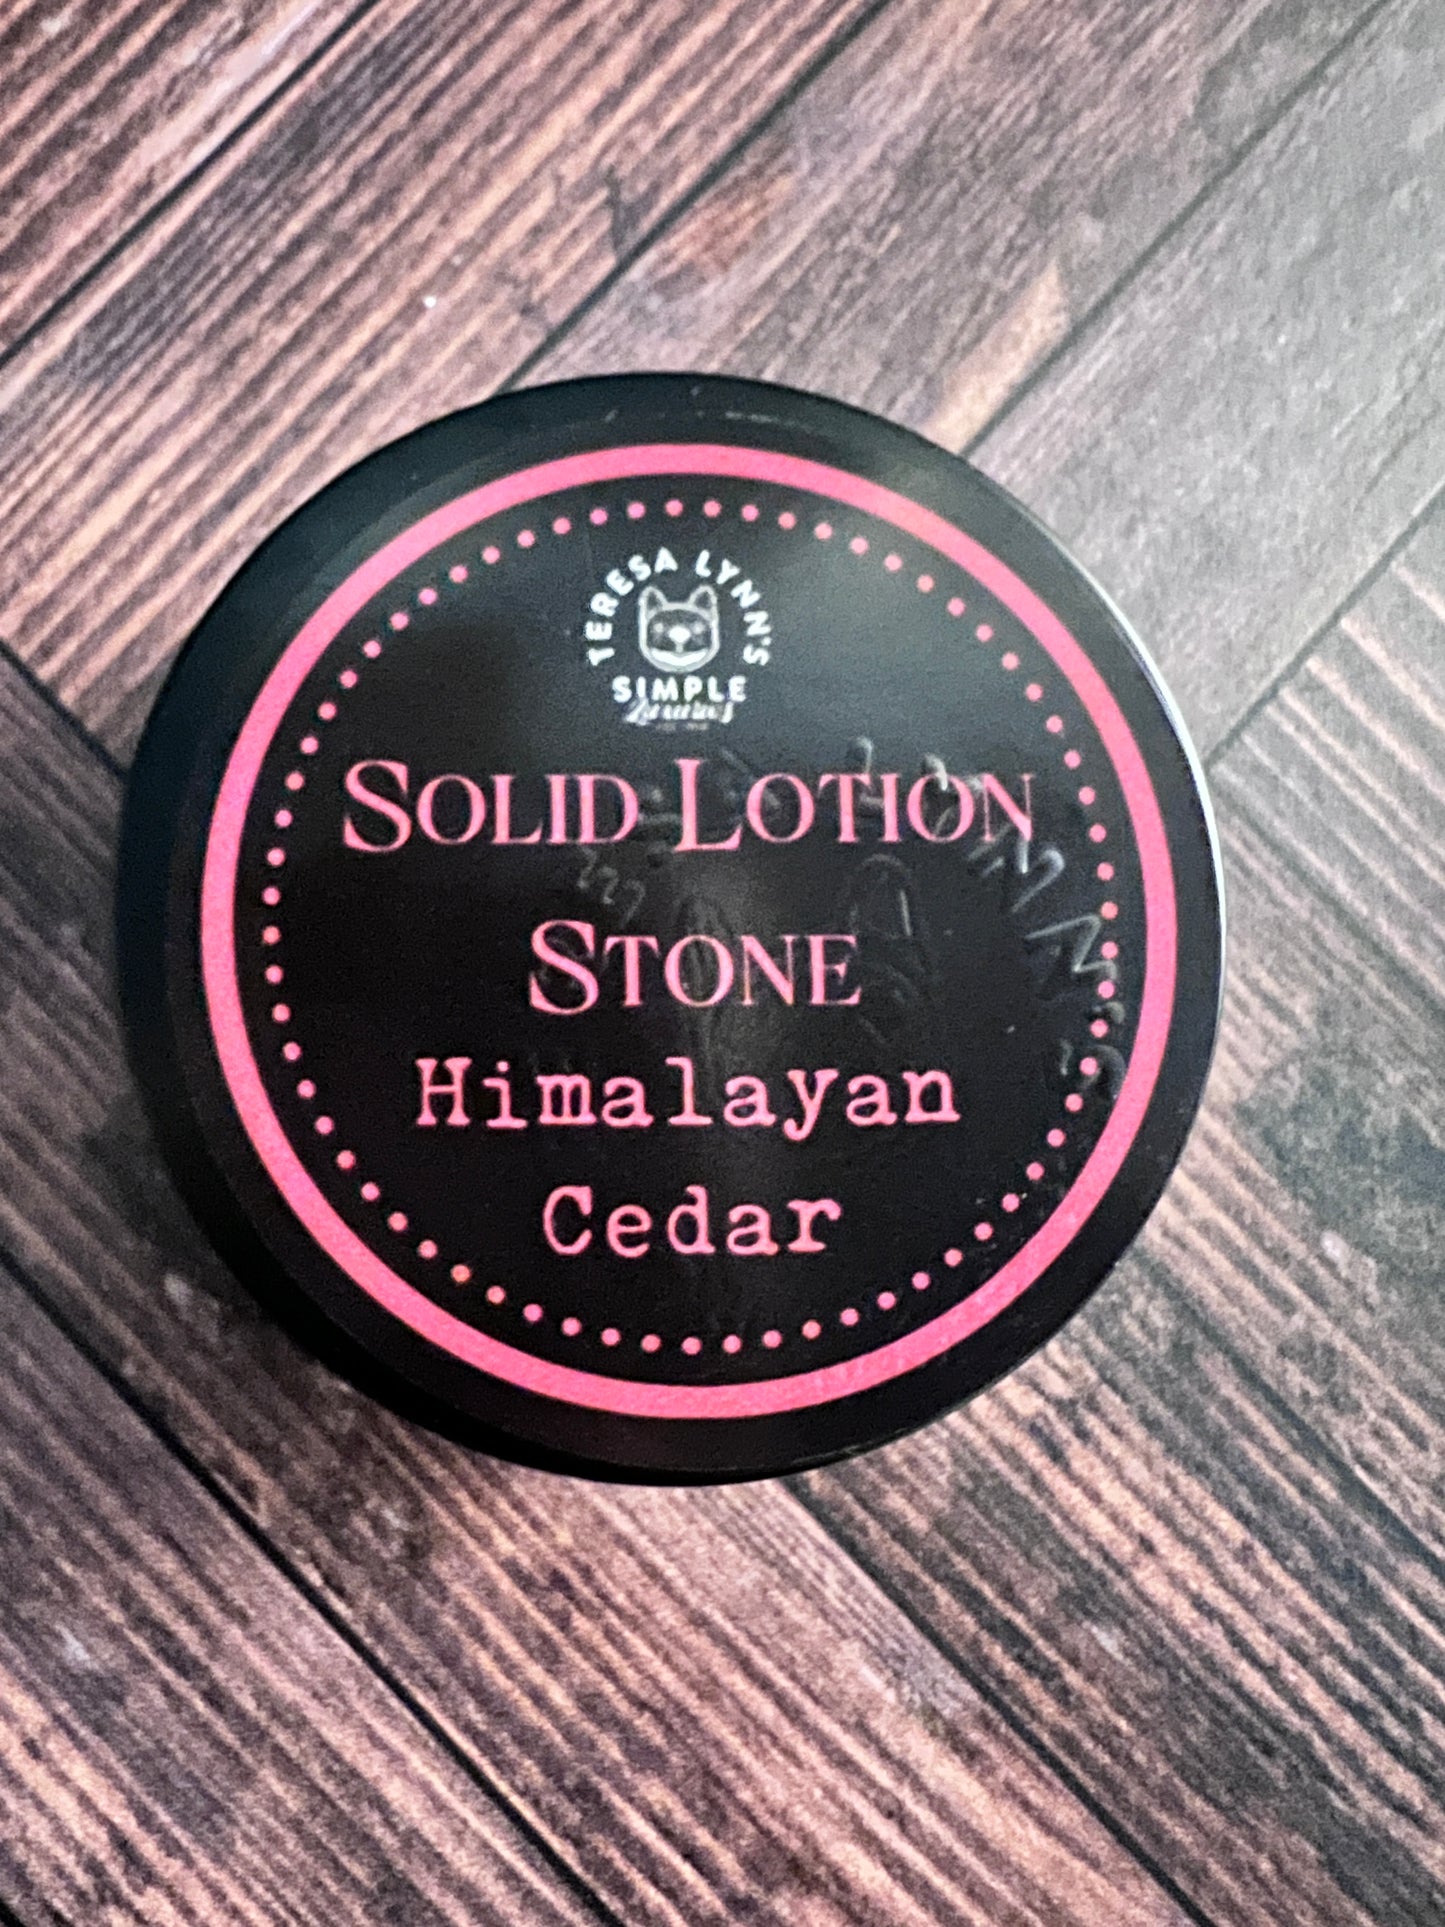 TERESA LYNN'S
SIMPLE
SOLID LOTION
STONE
Himalayan
Cedar